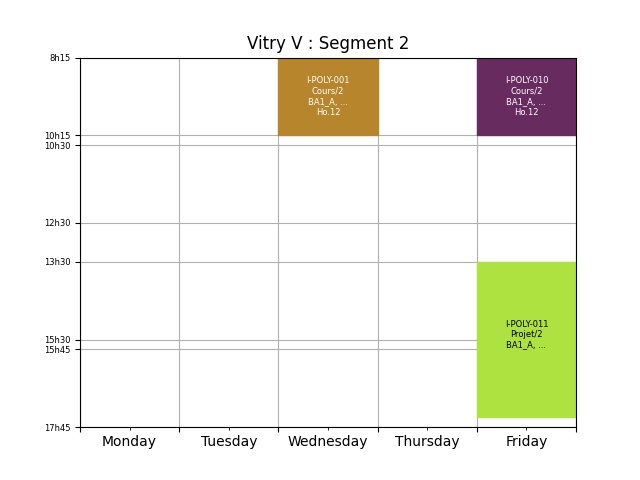 Vitry V : Segment 2
8h15
10h15
10h30
12h30
13h30
15h30
15h45
17h45
I-POLY-001
Cours/2
BA1_A, ...
Ho.12
I-POLY-010
Cours/2
BA1_A, ...
Ho.12
I-POLY-011
Projet/2
BA1_A, ...
Monday
Tuesday
Wednesday
Thursday
Friday